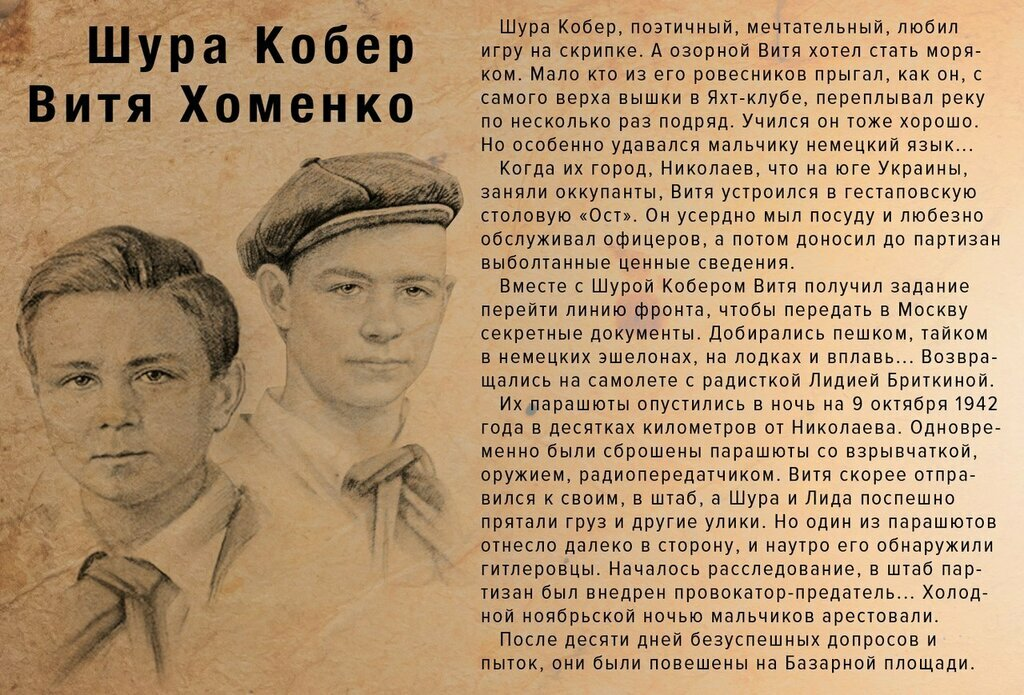 Шура Кобер
Витя Хоменко
Шура Кобер, поэтичный, мечтательный, любил
игру на скрипке. А озорной Витя хотел стать моря-
ком. Мало кто из его ровесников прыгал, как он, с
самого верха вышки в Яхт-клубе, переплывал реку
по несколько раз подряд. Учился он тоже хорошо.
Но особенно удавался мальчику немецкий язык...
Когда их город, Николаев, что на юге Украины,
заняли оккупанты, Витя устроился в гестаповскую
столовую «Ост». Он усердно мыл посуду и любезно
обслуживал офицеров, а потом доносил до партизан
выболтанные ценные сведения.
Вместе с Шурой Кобером Витя получил задание
перейти линию фронта, чтобы передать в Москву
секретные документы. Добирались пешком, тайком
в немецких эшелонах, на лодках и вплавь... Возвра-
щались на самолете с радисткой Лидией Бриткиной.
Их парашюты опустились в ночь на 9 октября 1942
года в десятках километров от Николаева. Одновре-
менно были сброшены парашюты со взрывчаткой,
оружием, радиопередатчиком. Витя скорее отпра-
вился к своим, в штаб, а Шура и Лида поспешно
прятали груз и другие улики. Но один из парашютов
отнесло далеко в сторону, и наутро его обнаружили
гитлеровцы. Началось расследование, в штаб пар-
тизан был внедрен провокатор-предатель... Холод-
ной ноябрьской ночью мальчиков арестовали.
После десяти дней безуспешных допросов и
пыток, они были повешены на Базарной площади.